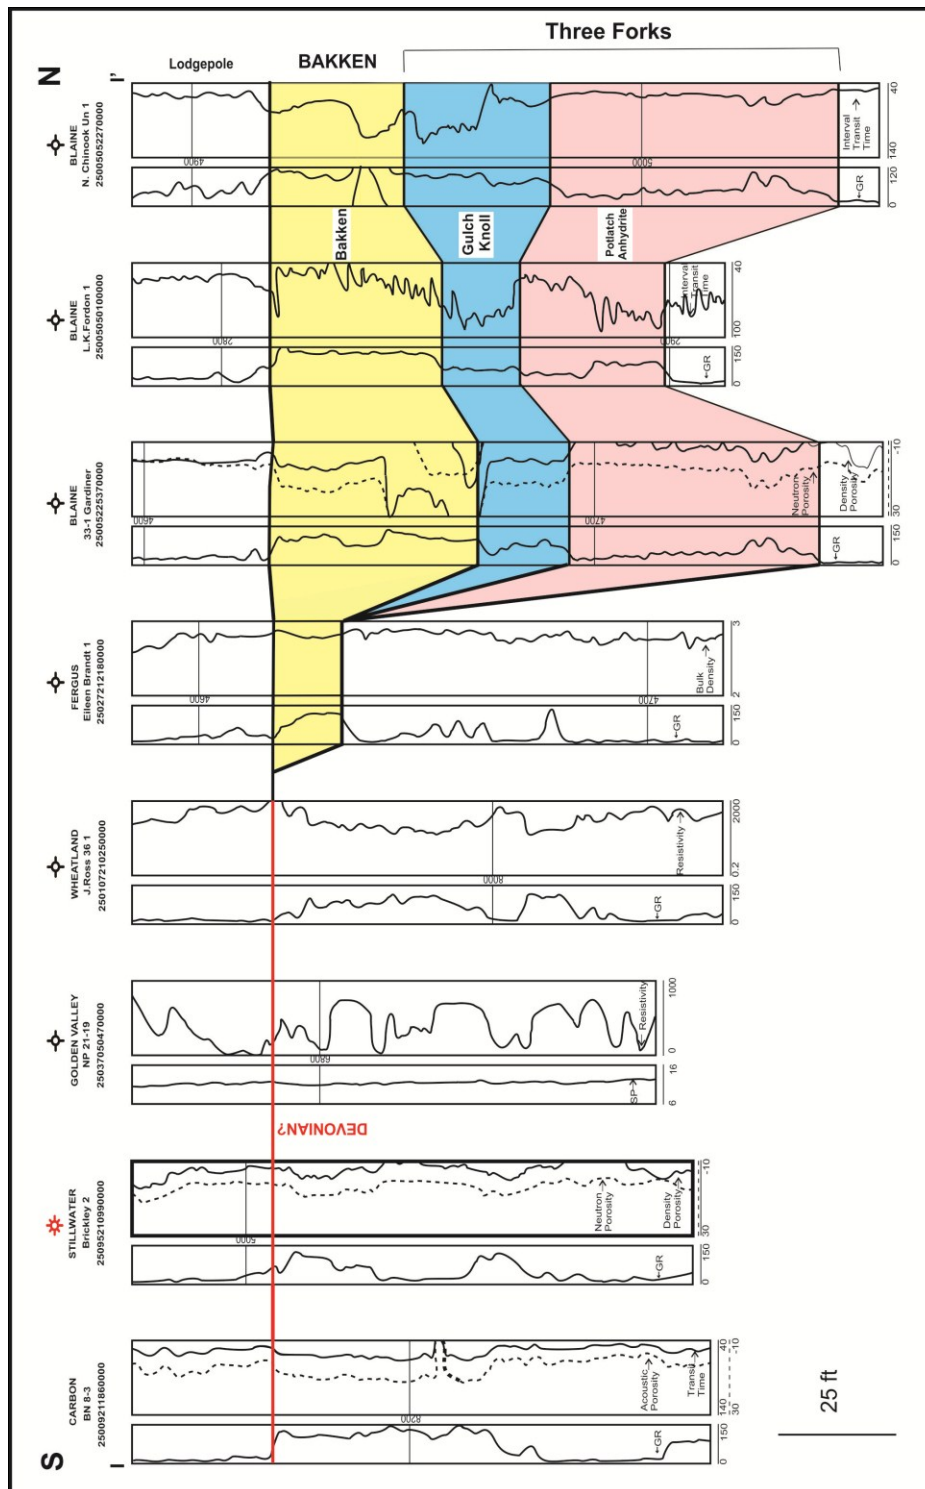 Three Forks
N
I'
Lodgepole
BAKKEN
BLAINE
N. Chinook Un 1
25005052270000
4900
5000
40
140
Interval
Transit
Time
120
0
←GR
Bakken
Gulch
Knoll
Potlatch
Anhydrite
BLAINE
L.K.Fordon 1
25005050100000
2800
2900
40
100
Interval
Transit
Time
150
0
←GR
BLAINE
33-1 Gardiner
25005225370000
4600
4700
-10
30
Neutron
Porosity
Density
Porosity
150
0
←GR
FERGUS
Eileen Brandt 1
25027212180000
4600
4700
3
2
Bulk
Density
150
0
←GR
WHEATLAND
J.Ross 36 1
250107210250000
8000
2000
0.2
Resistivity
150
0
←GR
GOLDEN VALLEY
NP 21-19
25037050470000
6800
1000
0
Resistivity
16
6
SP
DEVONIAN?
STILLWATER
Brickley 2
25095210990000
5000
-10
30
Neutron
Porosity
Density
Porosity
150
0
←GR
CARBON
BN 8-3
25009211860000
8200
40
-10
140
30
Acoustic
Porosity
Transit
Time
150
0
←GR
S
I
25 ft